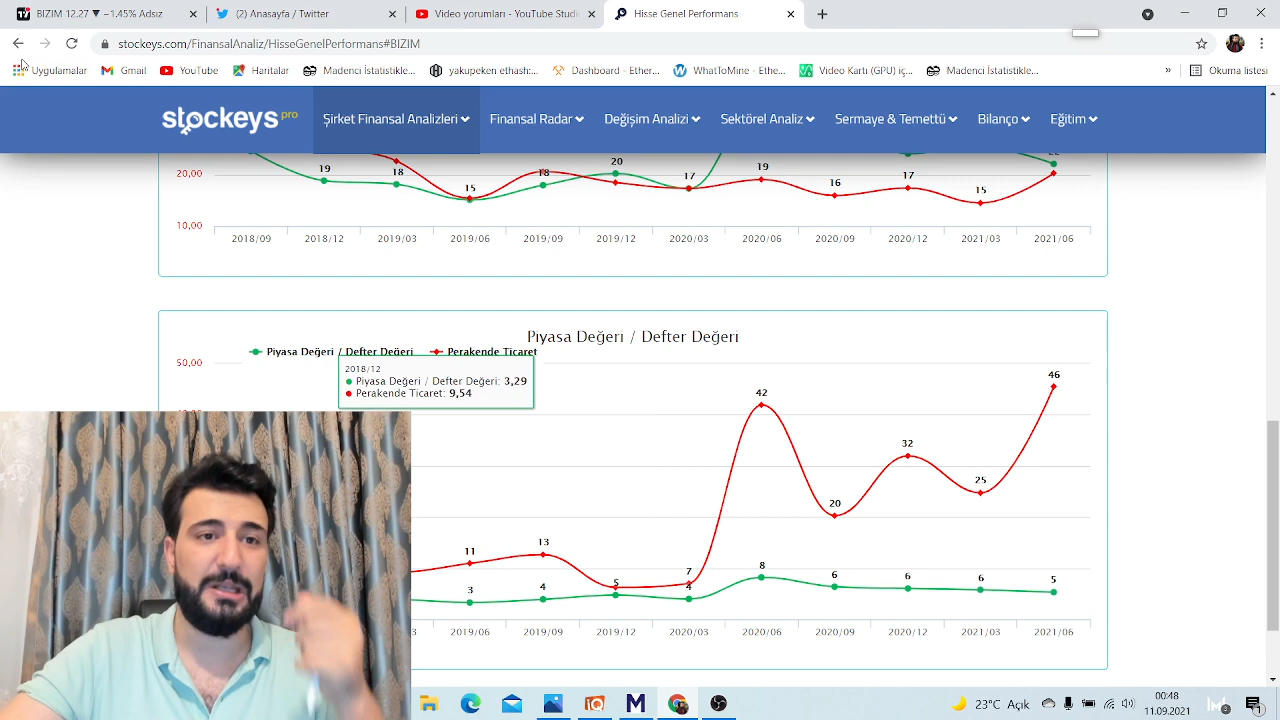 BIZIM 12.27 ▼ −1.45% Adsız
(2) Twitter
Engin Analizleri - YouTube Studio
Hisse Genel Performans
stockeys.com/FinansalAnaliz/HisseGenelPerformans#BIZIM
Uygulamalar
Gmail
YouTube
Haritalar
Madenci İstatistikle...
Ekupeken ethash:...
Dashboard - Ether...
WhatToMine - Ethe...
Video Kartı (GPU) iç...
Madenci İstatistikle...
»
Okuma listesi
stockeys pro
Şirket Finansal Analizleri
Finansal Radar
Değişim Analizi
Sektörel Analiz
Sermaye & Temettü
Bilanço
Eğitim
20,00
19
18
15
18
20
17
19
16
17
15
10,00
2018/09 2018/12 2019/03 2019/06 2019/09 2019/12 2020/03 2020/06 2020/09 2020/12 2021/03 2021/06
Piyasa Değeri / Defter Değeri
Piyasa Değeri / Defter Değeri
Perakende Ticaret
50,00
2018/12
Piyasa Değeri / Defter Değeri: 3,29
Perakende Ticaret: 9,54
11
13
5
7
42
20
32
25
46
3
4
4
8
6
6
6
5
2019/06 2019/09 2019/12 2020/03 2020/06 2020/09 2020/12 2021/03 2021/06
23°C Açık
00:48
11.09.2021